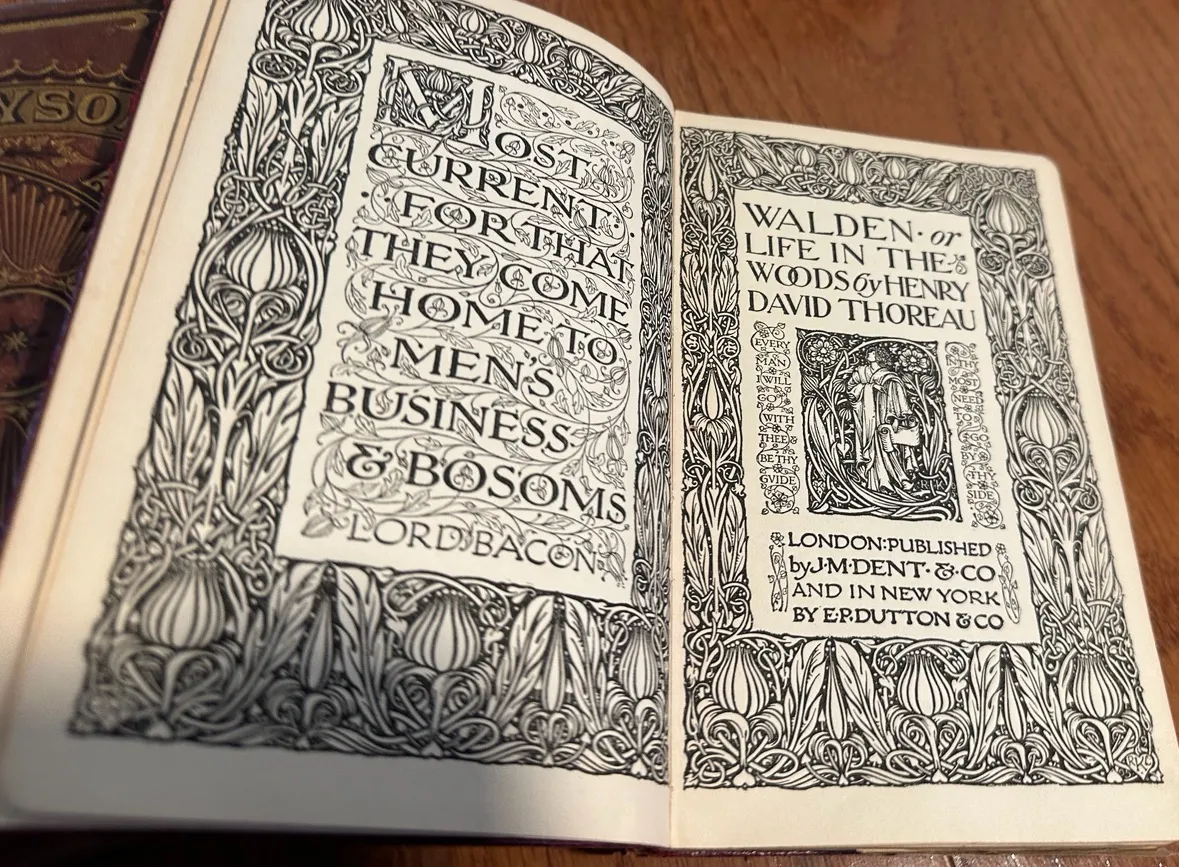 MOST
CURRENT
FOR THAT
THEY COME
HOME TO
MEN'S
BUSINESS
& BOSOMS
LORD BACON
WALDEN · or
LIFE IN THE
WOODS by HENRY
DAVID THOREAU
EVERY
MAN
I WILL
GO
WITH
THEE &
BE THY
GUIDE
IN THY
MOST
NEED
TO
GO
BY
THY
SIDE
LONDON: PUBLISHED
by J·M·DENT· & CO
AND IN NEW YORK
BY E·P·DUTTON & CO